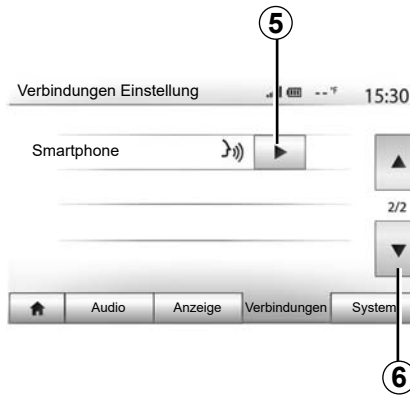 5
Verbindungen Einstellung -- °F 15:30
Smartphone
2/2
Audio Anzeige Verbindungen System
6